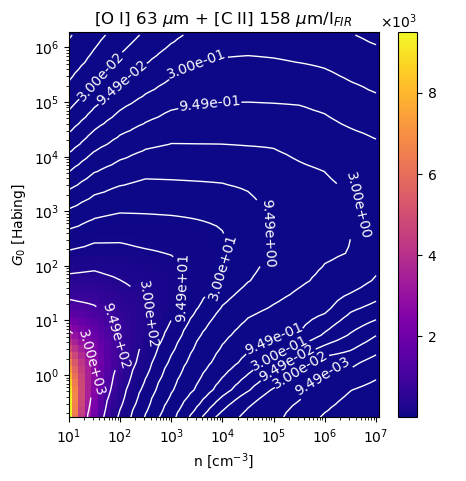 [O I] 63 μm + [C II] 158 μm/I_{FIR}
×10³
10⁶
10⁵
10⁴
10³
10²
10¹
10⁰
G₀ [Habing]
3.00e-02
9.49e-02
3.00e-01
9.49e-01
3.00e+00
9.49e+00
3.00e+01
9.49e+01
3.00e+02
9.49e+02
3.00e+03
9.49e-01
3.00e-01
9.49e-02
3.00e-02
9.49e-03
8
6
4
2
10¹ 10² 10³ 10⁴ 10⁵ 10⁶ 10⁷
n [cm⁻³]